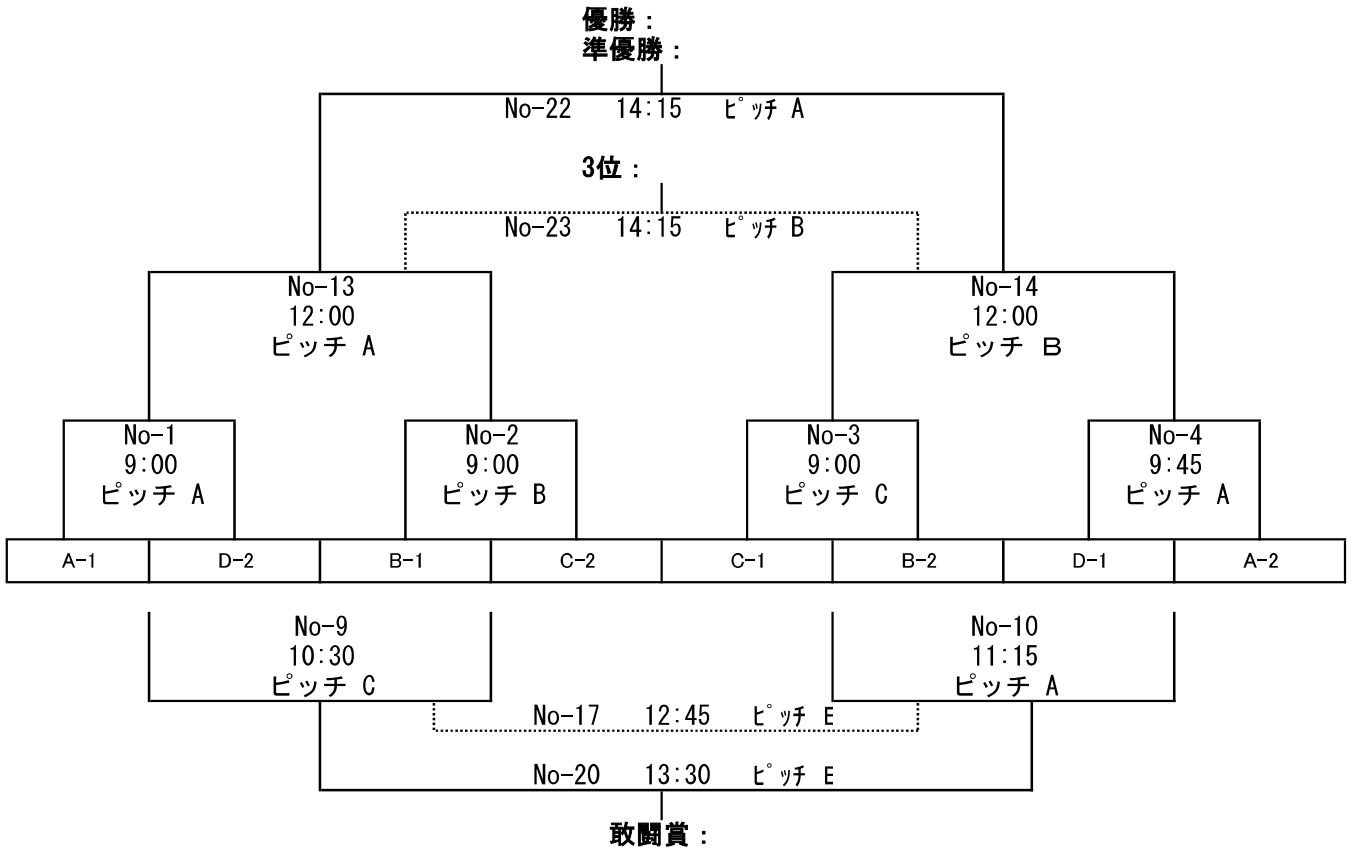 優勝：
準優勝：
No-22 14:15 ﾋﾟｯﾁ A
3位：
No-23 14:15 ﾋﾟｯﾁ B
No-13
12:00
ピッチ A
No-14
12:00
ピッチ Ｂ
No-1
9:00
ピッチ A
No-2
9:00
ピッチ B
No-3
9:00
ピッチ C
No-4
9:45
ピッチ A
A-1 D-2 B-1 C-2 C-1 B-2 D-1 A-2
No-9
10:30
ピッチ C
No-10
11:15
ピッチ A
No-17 12:45 ﾋﾟｯﾁ E
No-20 13:30 ﾋﾟｯﾁ E
敢闘賞：